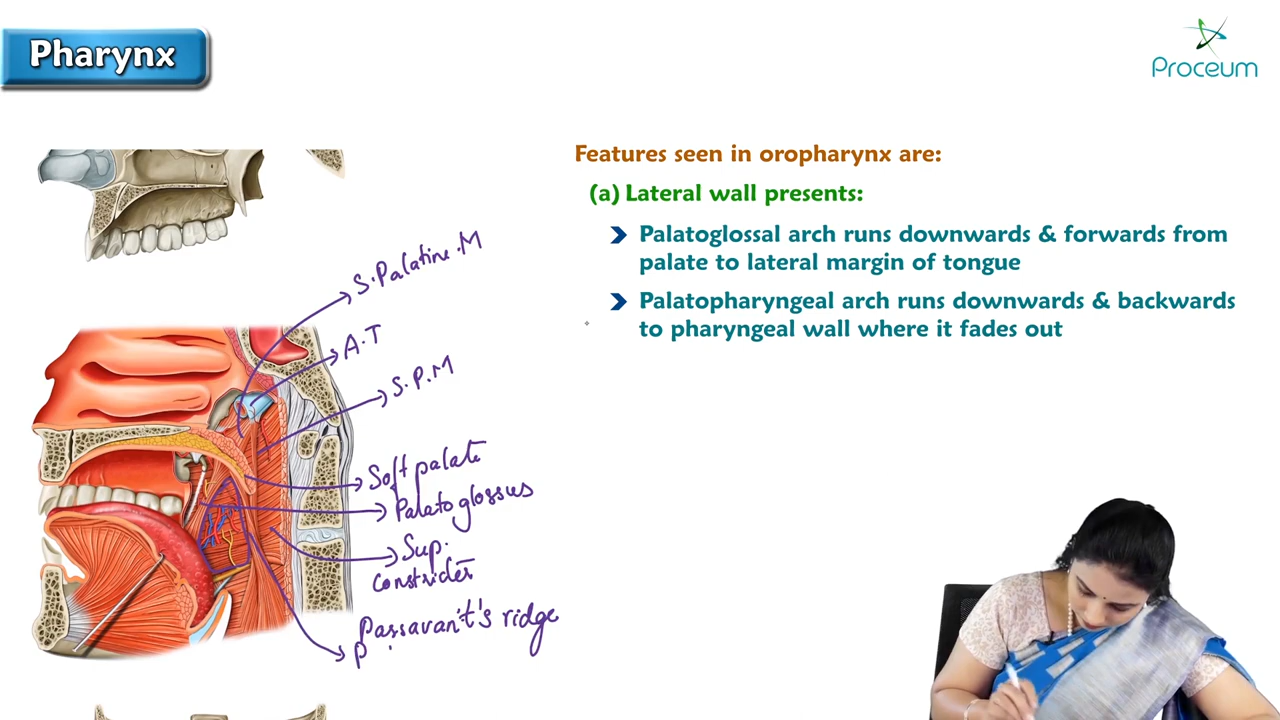 Pharynx
Proceum
Features seen in oropharynx are:
(a) Lateral wall presents:
Palatoglossal arch runs downwards & forwards from
palate to lateral margin of tongue
Palatopharyngeal arch runs downwards & backwards
to pharyngeal wall where it fades out
S.Palatine.M
A.T
S.P.M
Soft palate
Palatoglossus
Sup.
constrictor
Passavant's ridge
P